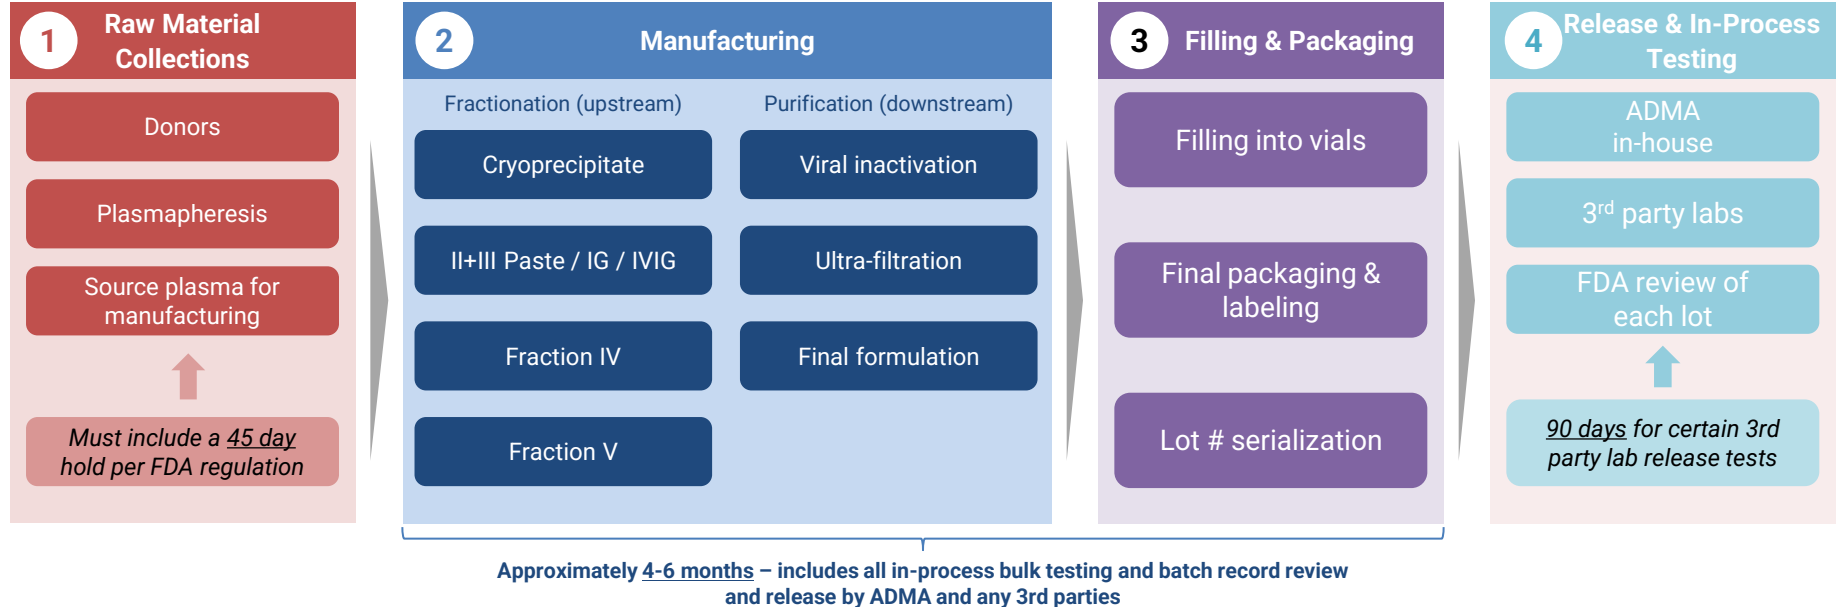 1
Raw Material
Collections
Donors
Plasmapheresis
Source plasma for
manufacturing
Must include a 45 day
hold per FDA regulation
2
Manufacturing
Fractionation (upstream)
Cryoprecipitate
II+III Paste / IG / IVIG
Fraction IV
Fraction V
Purification (downstream)
Viral inactivation
Ultra-filtration
Final formulation
3
Filling & Packaging
Filling into vials
Final packaging &
labeling
Lot # serialization
4
Release & In-Process
Testing
ADMA
in-house
3rd party labs
FDA review of
each lot
90 days for certain 3rd
party lab release tests
Approximately 4-6 months – includes all in-process bulk testing and batch record review
and release by ADMA and any 3rd parties